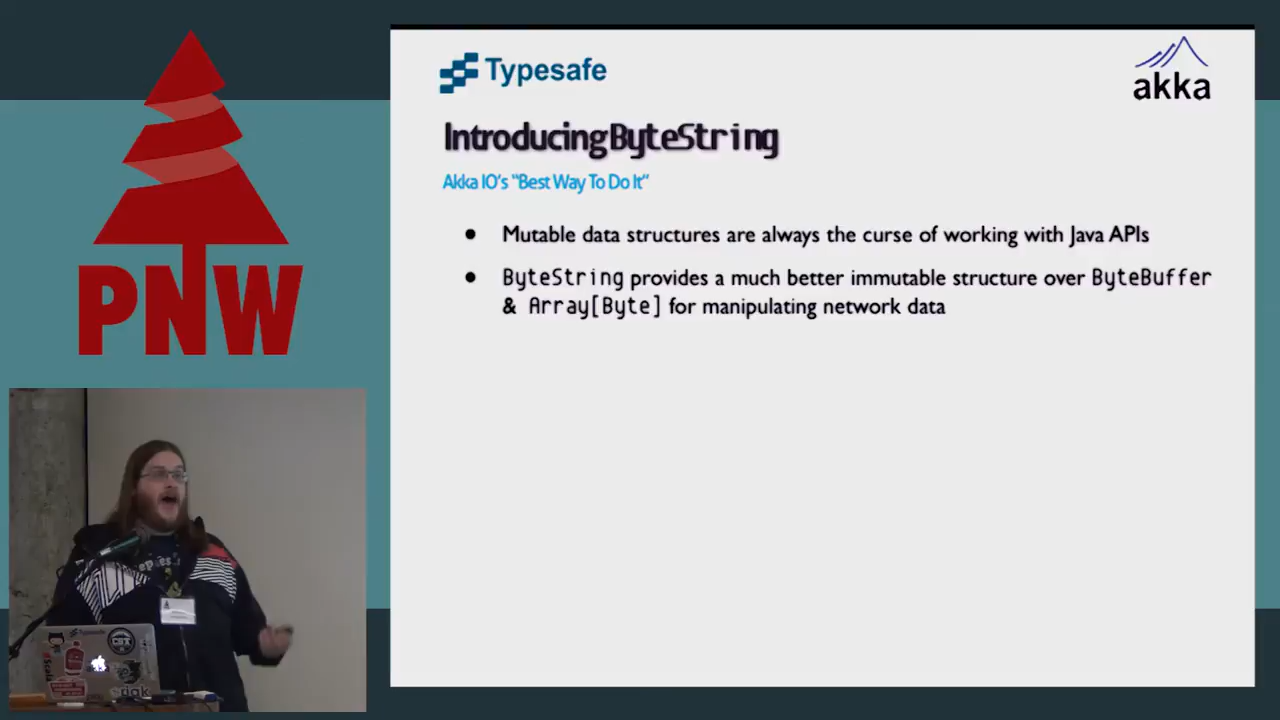 PNW
Typesafe
akka
Introducing ByteString
Akka IO's "Best Way To Do It"
• Mutable data structures are always the curse of working with Java APIs
• ByteString provides a much better immutable structure over ByteBuffer
& Array[Byte] for manipulating network data
Typesafe
riak